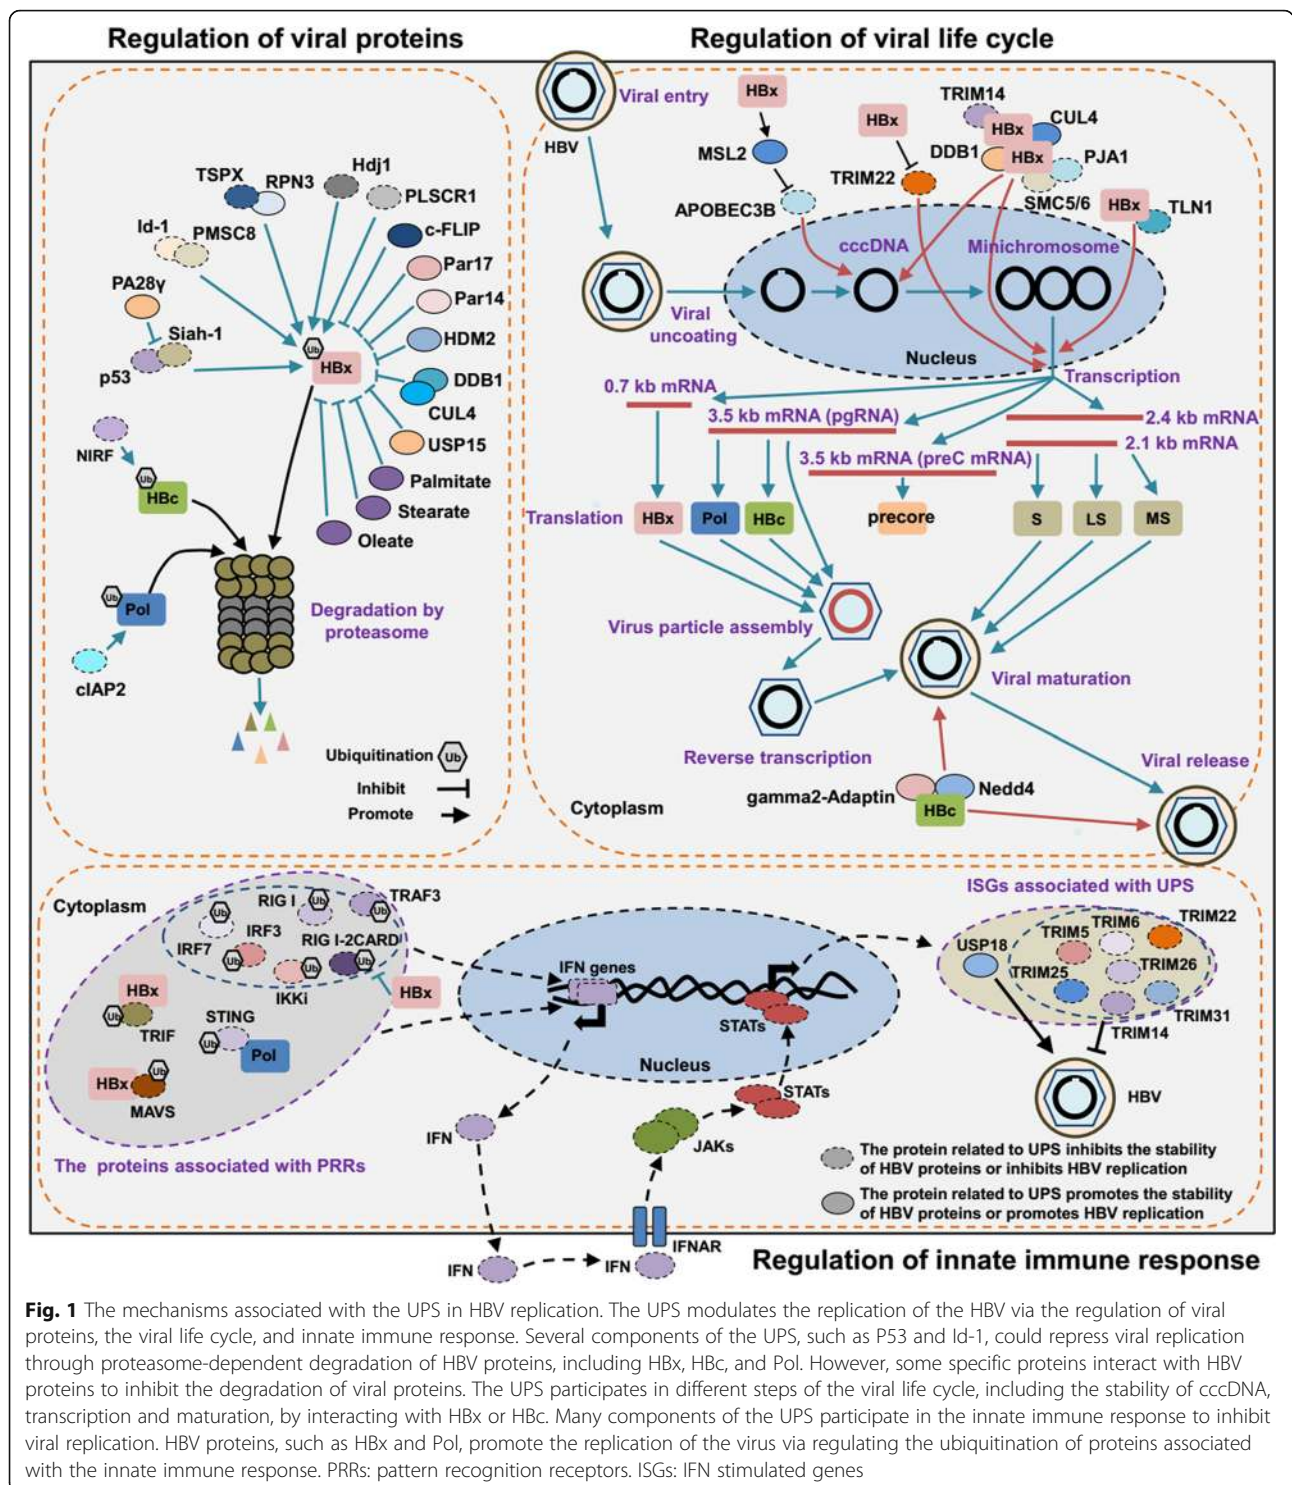 Regulation of viral proteins
Regulation of viral life cycle
TSPX
RPN3
Hdj1
PLSCR1
Id-1
PMSC8
c-FLIP
PA28γ
Par17
Par14
Siah-1
p53
Ub
HBx
HDM2
DDB1
CUL4
USP15
NIRF
Ub
HBc
Palmitate
Stearate
Oleate
Ub
Pol
cIAP2
Degradation by
proteasome
Ubiquitination
Ub
Inhibit
Promote
HBV
Viral entry
HBx
MSL2
APOBEC3B
HBx
TRIM22
TRIM14
HBx
CUL4
DDB1
HBx
PJA1
SMC5/6
HBx
TLN1
cccDNA
Minichromosome
Viral
uncoating
Nucleus
Transcription
0.7 kb mRNA
3.5 kb mRNA (pgRNA)
2.4 kb mRNA
2.1 kb mRNA
3.5 kb mRNA (preC mRNA)
Translation
HBx
Pol
HBc
precore
S
LS
MS
Virus particle assembly
Viral maturation
Reverse transcription
Viral release
gamma2-Adaptin
Nedd4
HBc
Cytoplasm
Cytoplasm
RIG I
Ub
Ub
TRAF3
Ub
IRF7
IRF3
Ub
RIG I-2CARD
Ub
IKKi
Ub
HBx
HBx
Ub
TRIF
STING
Ub
Pol
HBx
Ub
MAVS
The proteins associated with PRRs
IFN genes
STATs
Nucleus
STATs
JAKs
IFN
IFN
IFN
IFNAR
ISGs associated with UPS
USP18
TRIM5
TRIM6
TRIM22
TRIM25
TRIM26
TRIM31
TRIM14
HBV
The protein related to UPS inhibits the stability
of HBV proteins or inhibits HBV replication
The protein related to UPS promotes the stability
of HBV proteins or promotes HBV replication
Regulation of innate immune response
Fig. 1 The mechanisms associated with the UPS in HBV replication. The UPS modulates the replication of the HBV via the regulation of viral
proteins, the viral life cycle, and innate immune response. Several components of the UPS, such as P53 and Id-1, could repress viral replication
through proteasome-dependent degradation of HBV proteins, including HBx, HBc, and Pol. However, some specific proteins interact with HBV
proteins to inhibit the degradation of viral proteins. The UPS participates in different steps of the viral life cycle, including the stability of cccDNA,
transcription and maturation, by interacting with HBx or HBc. Many components of the UPS participate in the innate immune response to inhibit
viral replication. HBV proteins, such as HBx and Pol, promote the replication of the virus via regulating the ubiquitination of proteins associated
with the innate immune response. PRRs: pattern recognition receptors. ISGs: IFN stimulated genes